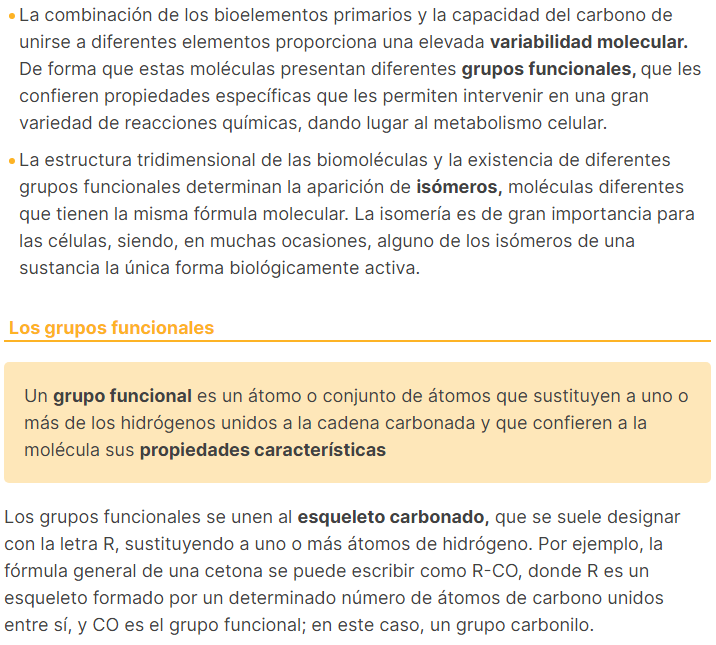 • La combinación de los bioelementos primarios y la capacidad del carbono de
unirse a diferentes elementos proporciona una elevada variabilidad molecular.
De forma que estas moléculas presentan diferentes grupos funcionales, que les
confieren propiedades específicas que les permiten intervenir en una gran
variedad de reacciones químicas, dando lugar al metabolismo celular.
• La estructura tridimensional de las biomoléculas y la existencia de diferentes
grupos funcionales determinan la aparición de isómeros, moléculas diferentes
que tienen la misma fórmula molecular. La isomería es de gran importancia para
las células, siendo, en muchas ocasiones, alguno de los isómeros de una
sustancia la única forma biológicamente activa.
Los grupos funcionales
Un grupo funcional es un átomo o conjunto de átomos que sustituyen a uno o
más de los hidrógenos unidos a la cadena carbonada y que confieren a la
molécula sus propiedades características
Los grupos funcionales se unen al esqueleto carbonado, que se suele designar
con la letra R, sustituyendo a uno o más átomos de hidrógeno. Por ejemplo, la
fórmula general de una cetona se puede escribir como R-CO, donde R es un
esqueleto formado por un determinado número de átomos de carbono unidos
entre sí, y CO es el grupo funcional; en este caso, un grupo carbonilo.